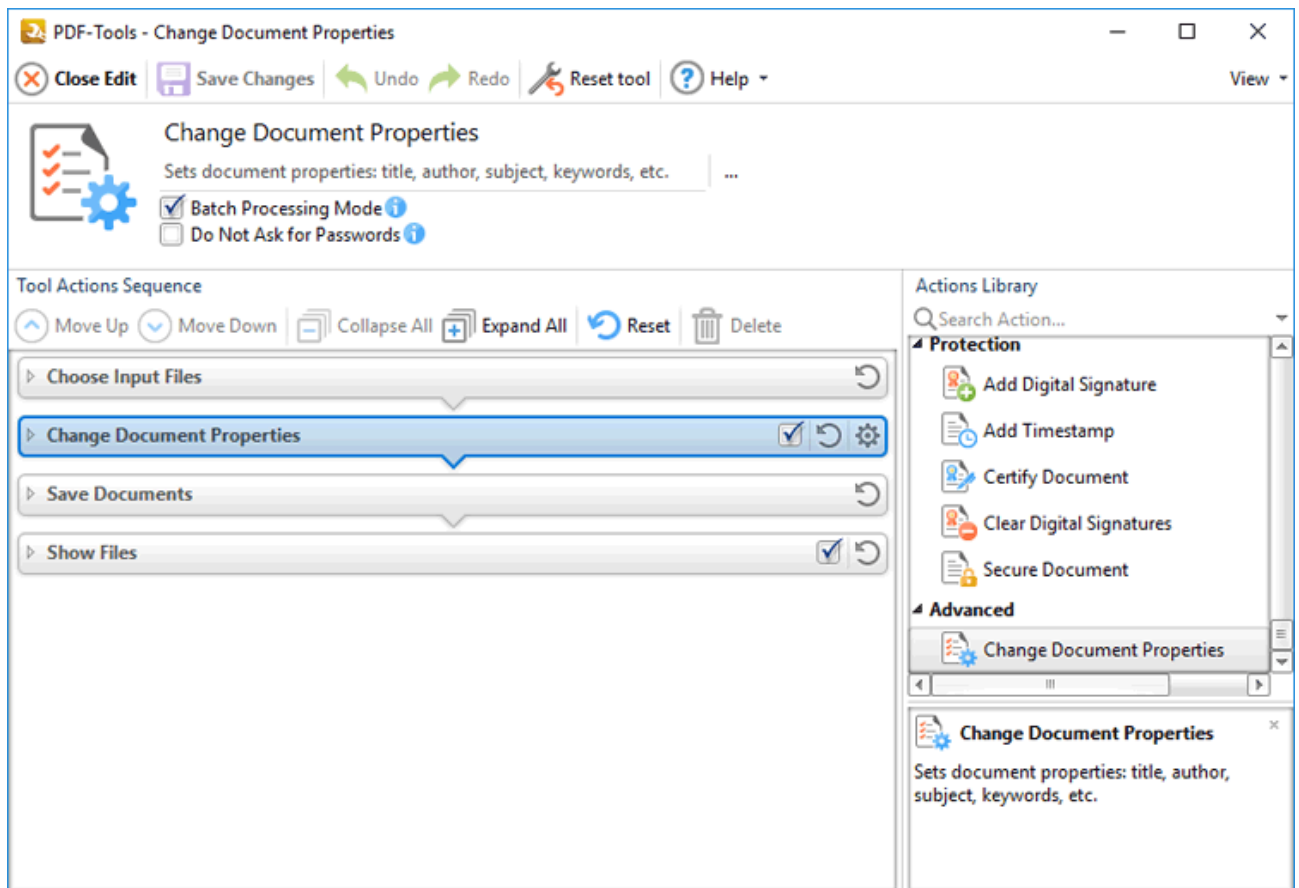 PDF-Tools - Change Document Properties
Close Edit Save Changes Undo Redo Reset tool Help View
Change Document Properties
Sets document properties: title, author, subject, keywords, etc. ...
Batch Processing Mode
Do Not Ask for Passwords
Tool Actions Sequence
Move Up Move Down Collapse All Expand All Reset Delete
Choose Input Files
Change Document Properties
Save Documents
Show Files
Actions Library
Search Action...
Protection
Add Digital Signature
Add Timestamp
Certify Document
Clear Digital Signatures
Secure Document
Advanced
Change Document Properties
Change Document Properties
Sets document properties: title, author,
subject, keywords, etc.